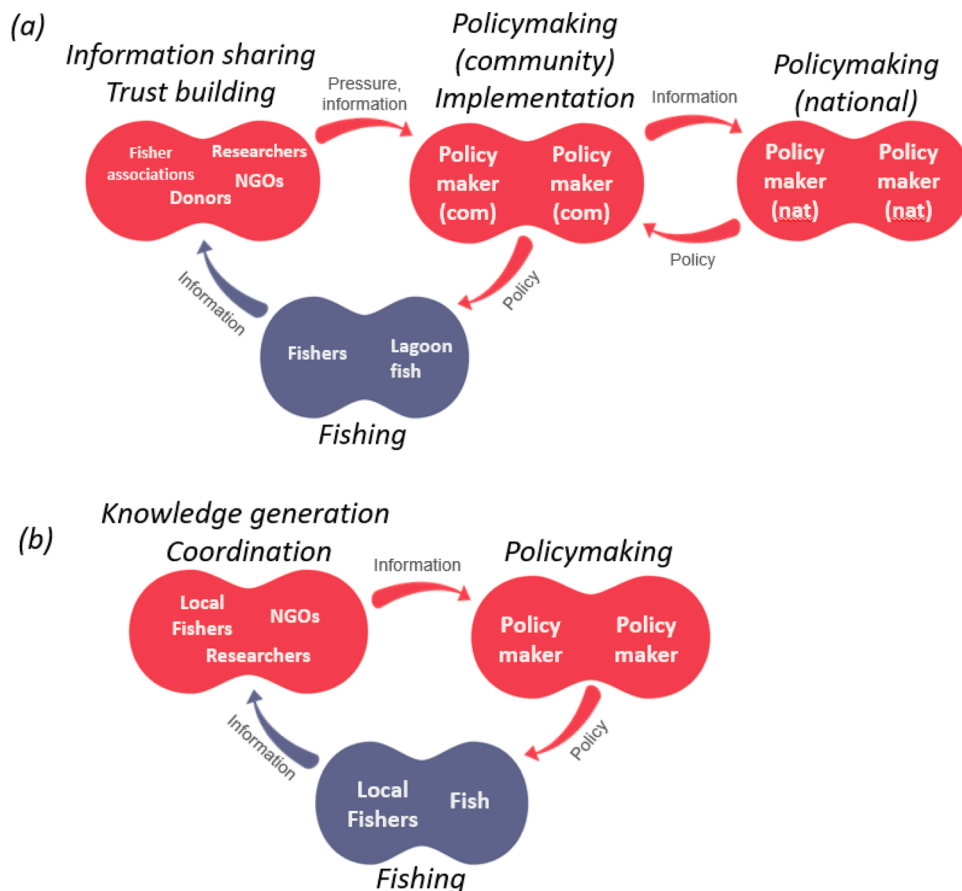 (a)
Information sharing
Trust building
Pressure,
information
Policymaking
(community)
Implementation
Information
Policymaking
(national)
Fisher
associations
Researchers
NGOs
Donors
Policy
maker
(com)
Policy
maker
(com)
Policy
maker
(nat)
Policy
maker
(nat)
Policy
Information
Policy
Fishers
Lagoon
fish
Fishing
(b)
Knowledge generation
Coordination
Information
Policymaking
Local
Fishers
NGOs
Researchers
Policy
maker
Policy
maker
Information
Policy
Local
Fishers
Fish
Fishing